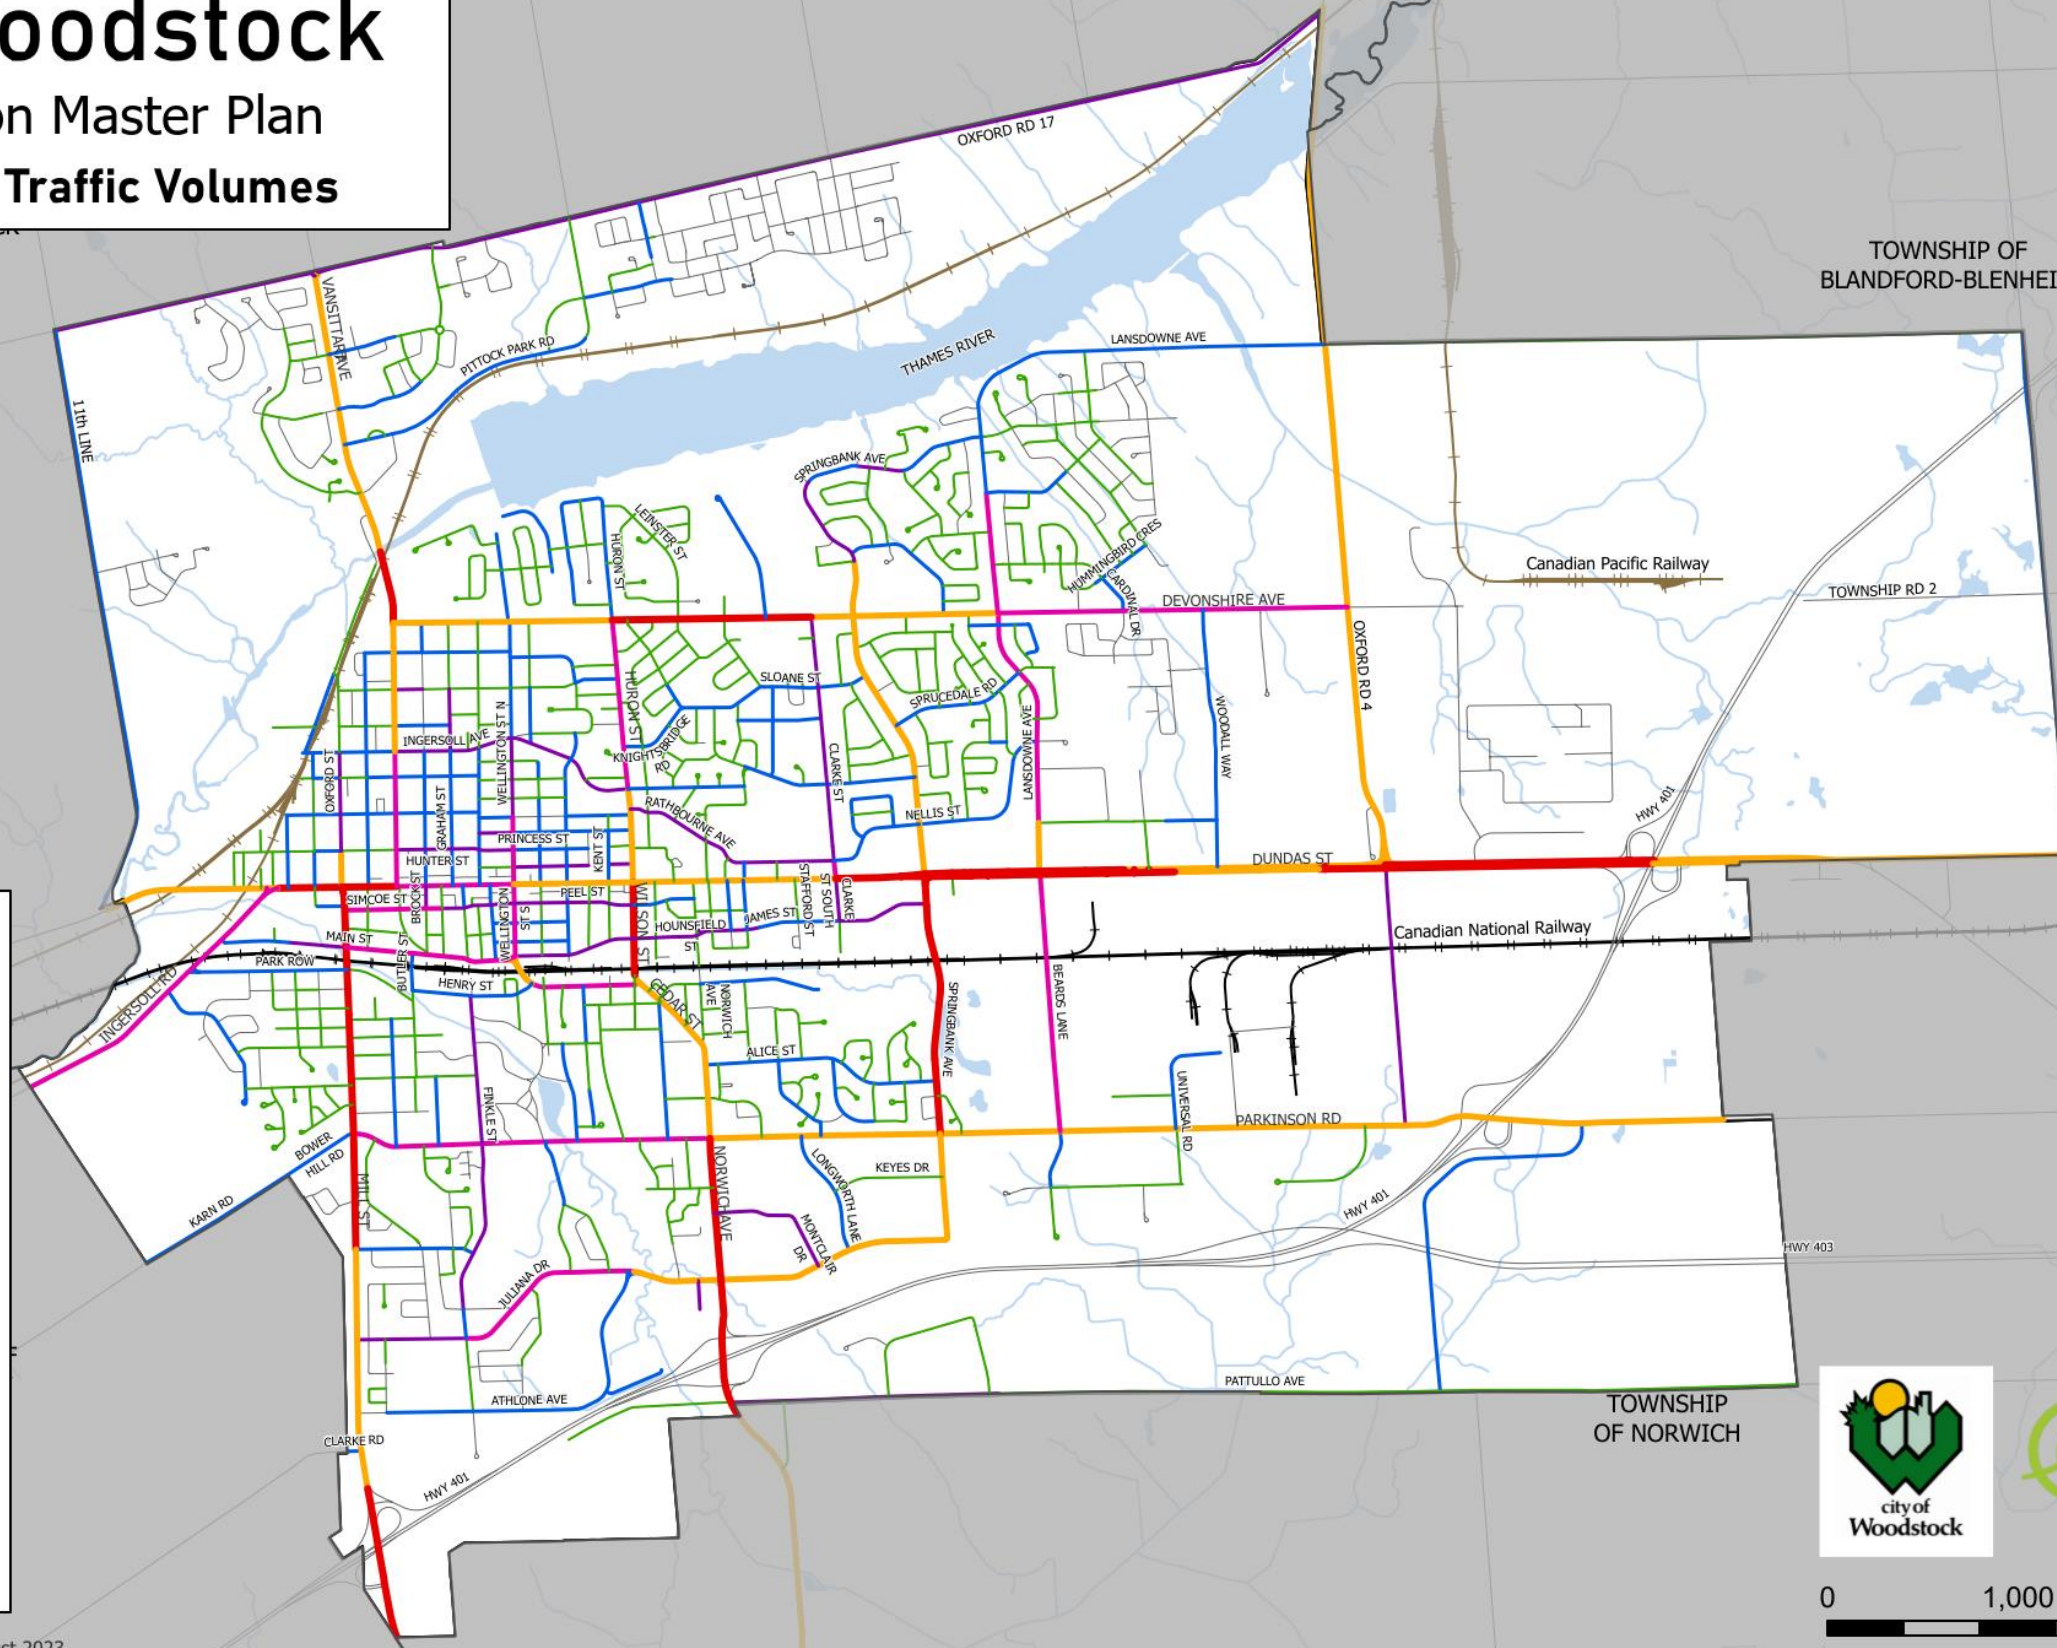 oodstock
on Master Plan
Traffic Volumes
OXFORD RD 17
TOWNSHIP OF
BLANDFORD-BLENHEI
VANSITTART AVE
PITTOCK PARK RD
THAMES RIVER
LANSDOWNE AVE
11th LINE
SPRINGBANK AVE
LEINSTER ST
HURON ST
HUMMINGBIRD CRES
CARDINAL DR
DEVONSHIRE AVE
Canadian Pacific Railway
TOWNSHIP RD 2
OXFORD RD 4
SLOANE ST
SPRUCEDALE RD
HURON ST
WELLINGTON ST N
INGERSOLL AVE
KNIGHTSBRIDGE
RD
CLARKE ST
LANSDOWNE AVE
WOODALL WAY
OXFORD ST
GRAHAM ST
RATHBOURNE AVE
NELLIS ST
HWY 401
PRINCESS ST
KENT ST
HUNTER ST
DUNDAS ST
SIMCOE ST
BROCK ST
PEEL ST
WELLINGTON
ST S
WILSON ST
HOUNSFIELD
ST
JAMES ST
STAFFORD ST
CLARKE
ST SOUTH
MAIN ST
PARK ROW
BUTLER ST
HENRY ST
Canadian National Railway
INGERSOLL RD
CEDAR ST
NORWICH
AVE
SPRINGBANK AVE
BEARDS LANE
ALICE ST
FINKLE ST
UNIVERSAL RD
PARKINSON RD
BOWER
HILL RD
KARN RD
MILL ST
NORWICH AVE
LONGWORTH LANE
KEYES DR
MONTCLAIR
DR
HWY 401
HWY 403
JULIANA DR
ATHLONE AVE
PATTULLO AVE
TOWNSHIP
OF NORWICH
CLARKE RD
HWY 401
city of
Woodstock
0 1,000
st 2023